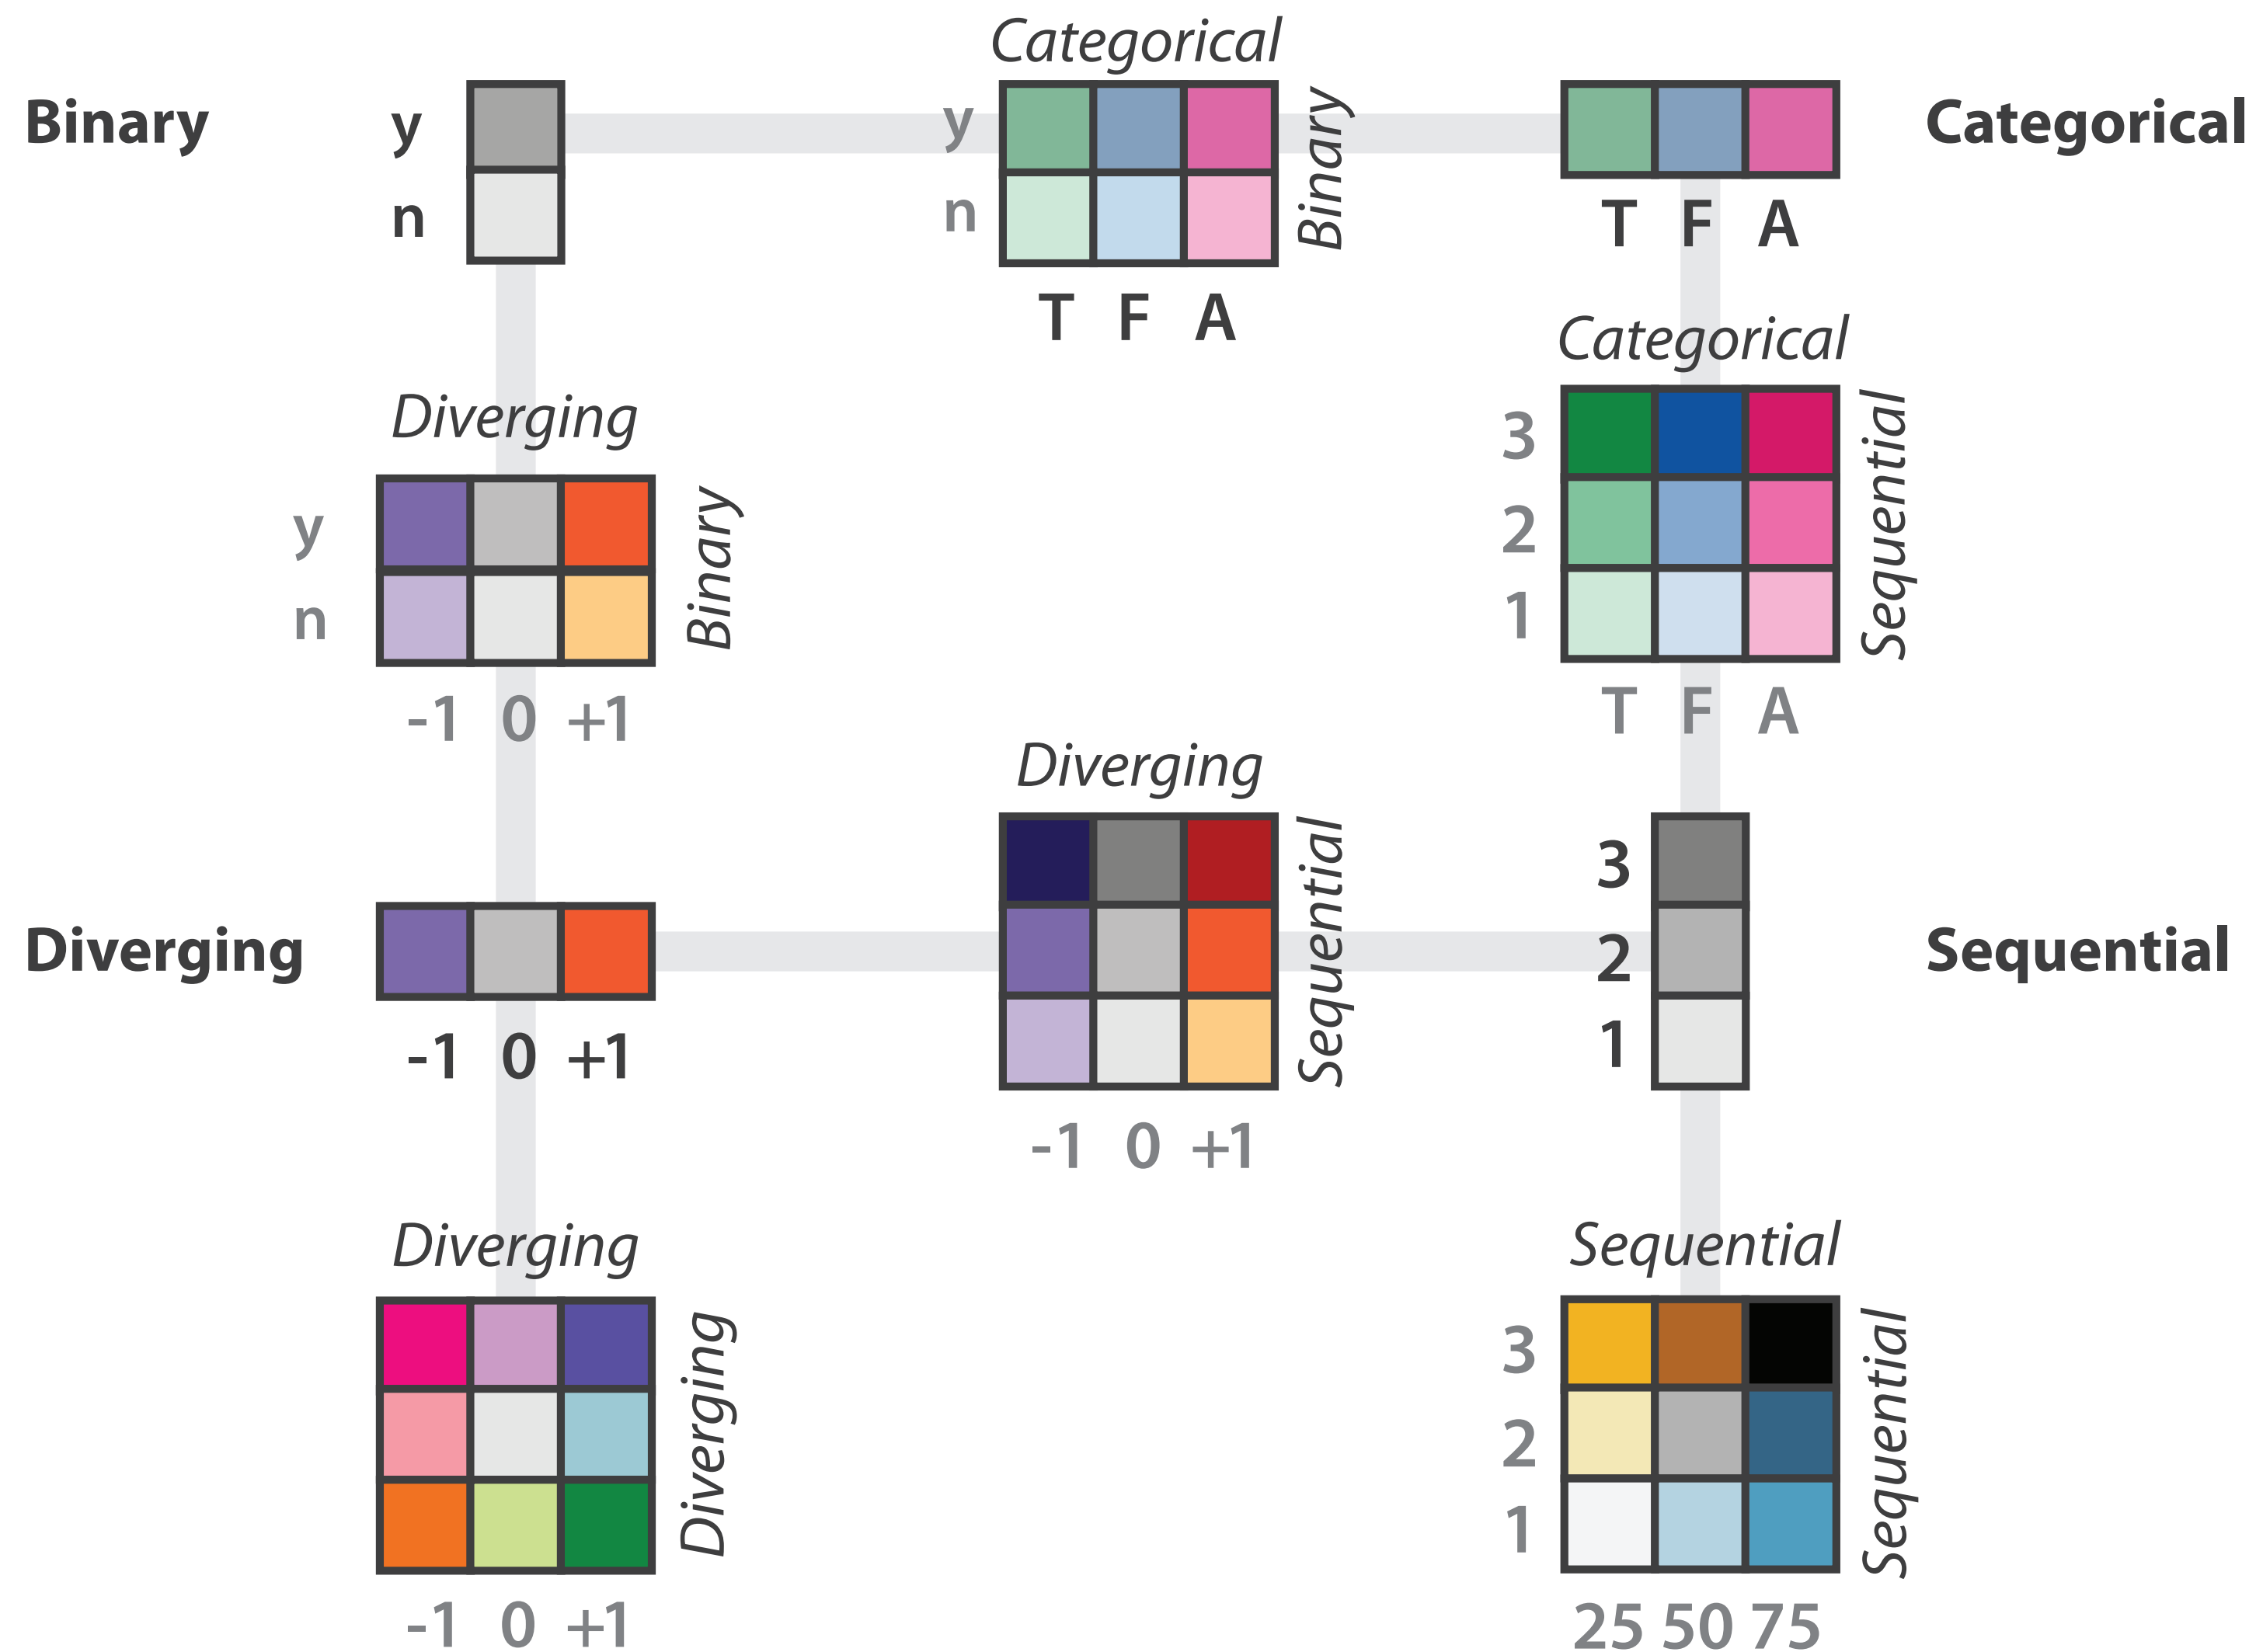 Categorical
Binary
y
y
Binary
Categorical
n
n
T F A
T F A
Categorical
Diverging
3
Sequential
y
Binary
2
n
1
-1 0 +1
T F A
Diverging
3
Sequential
Diverging
2
Sequential
1
-1 0 +1
-1 0 +1
Diverging
Sequential
3
Diverging
2
Sequential
1
-1 0 +1
25 50 75